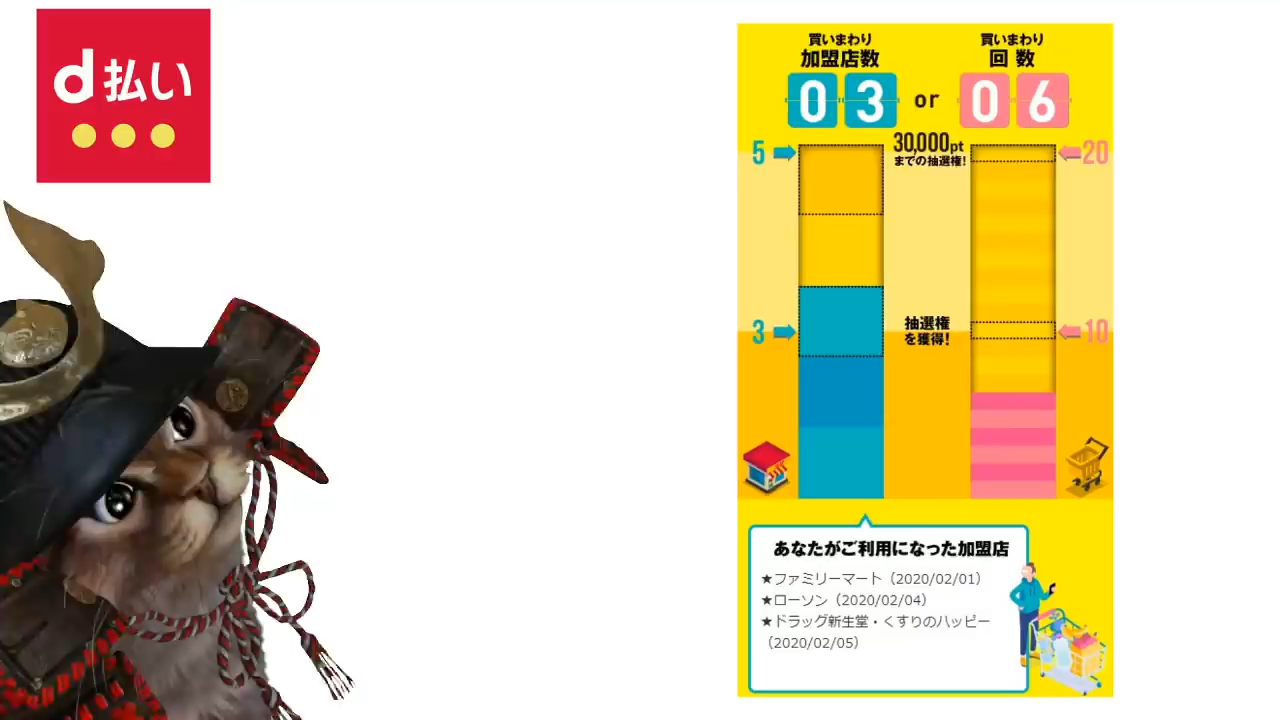 d払い
買いまわり
加盟店数
買いまわり
回数
03 or 06
5
30,000pt
までの抽選権!
20
3
抽選権
を獲得!
10
あなたがご利用になった加盟店
★ファミリーマート（2020/02/01）
★ローソン（2020/02/04）
★ドラッグ新生堂・くすりのハッピー
（2020/02/05）